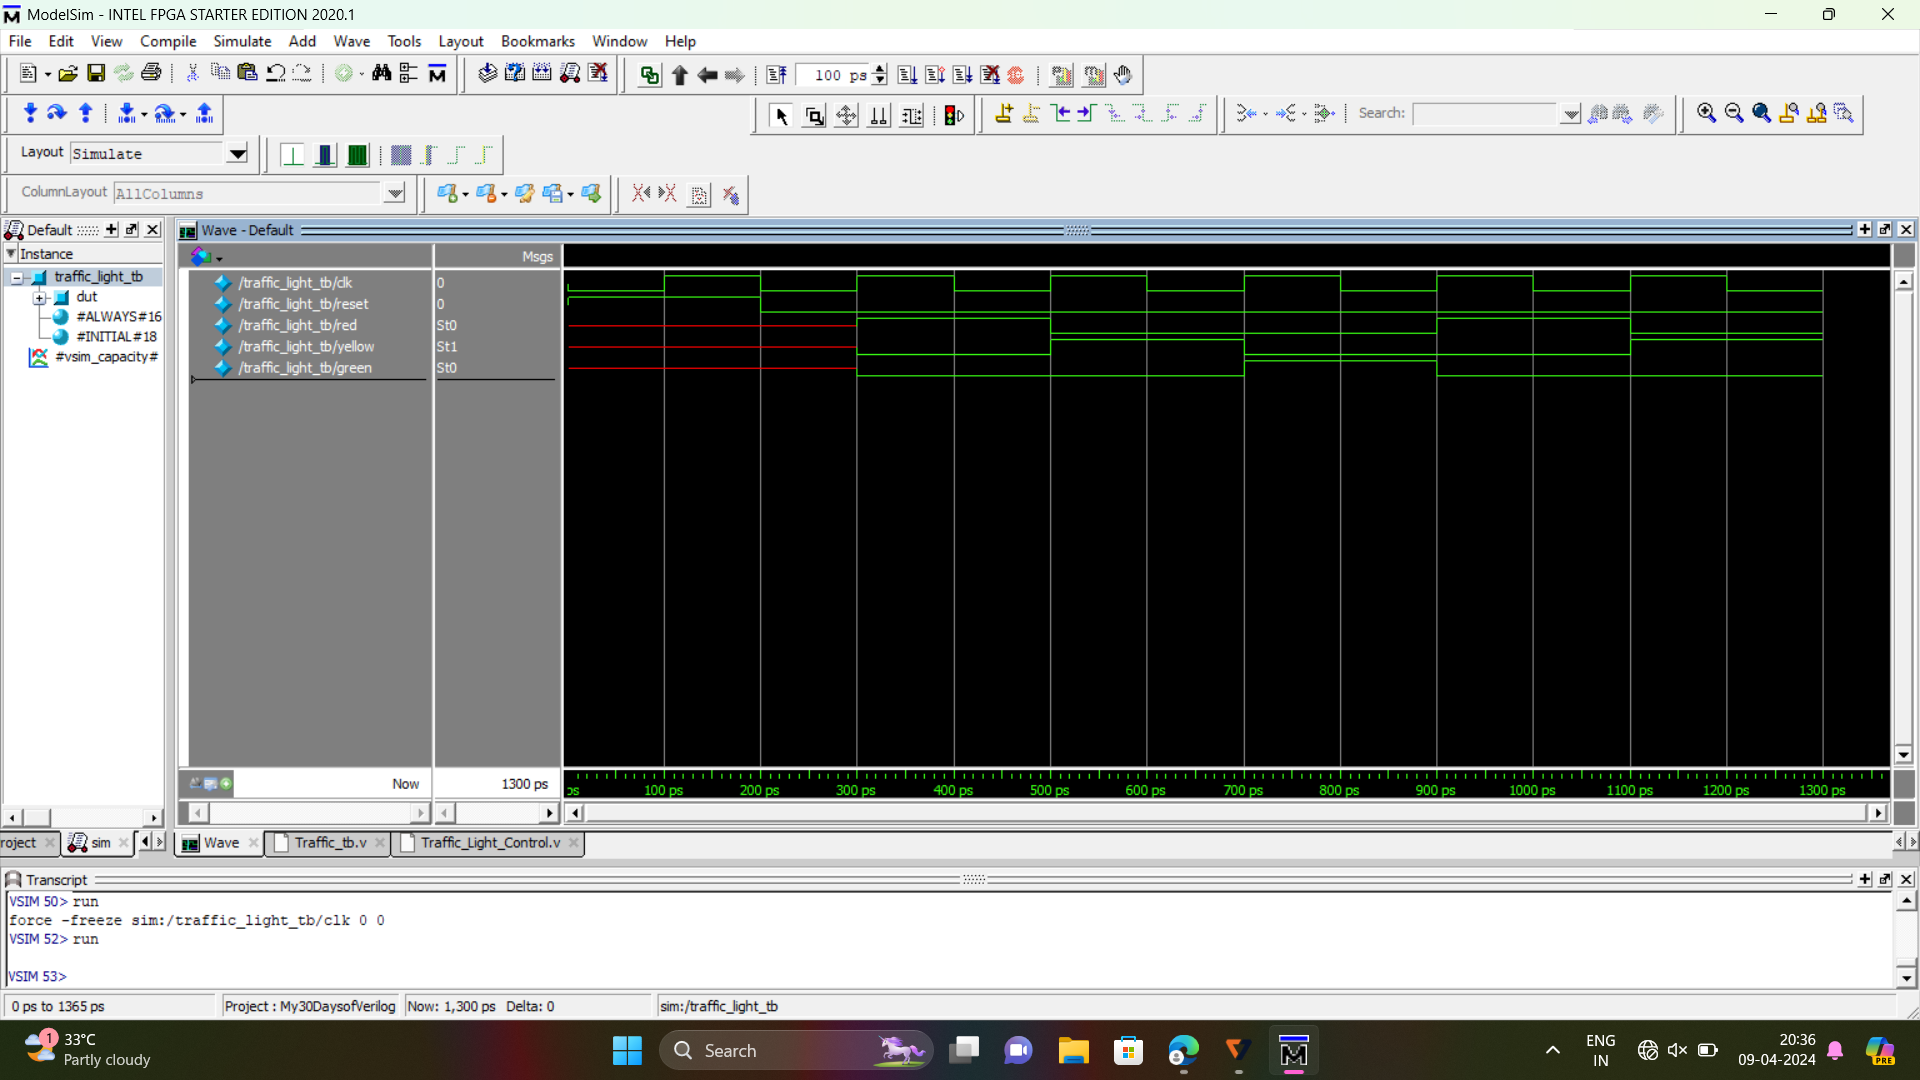 ModelSim - INTEL FPGA STARTER EDITION 2020.1
File Edit View Compile Simulate Add Wave Tools Layout Bookmarks Window Help
100 ps
Search:
Layout Simulate
ColumnLayout AllColumns
Default
Wave - Default
Instance
Msgs
traffic_light_tb
dut
#ALWAYS#16
#INITIAL#18
#vsim_capacity#
/traffic_light_tb/clk 0
/traffic_light_tb/reset 0
/traffic_light_tb/red St0
/traffic_light_tb/yellow St1
/traffic_light_tb/green St0
Now 1300 ps
ps 100 ps 200 ps 300 ps 400 ps 500 ps 600 ps 700 ps 800 ps 900 ps 1000 ps 1100 ps 1200 ps 1300 ps
roject sim Wave Traffic_tb.v Traffic_Light_Control.v
Transcript
VSIM 50> run
force -freeze sim:/traffic_light_tb/clk 0 0
VSIM 52> run
VSIM 53>
0 ps to 1365 ps Project : My30DaysofVerilog Now: 1,300 ps Delta: 0 sim:/traffic_light_tb
1
33°C
Partly cloudy
Search
ENG
IN
20:36
09-04-2024
PRE